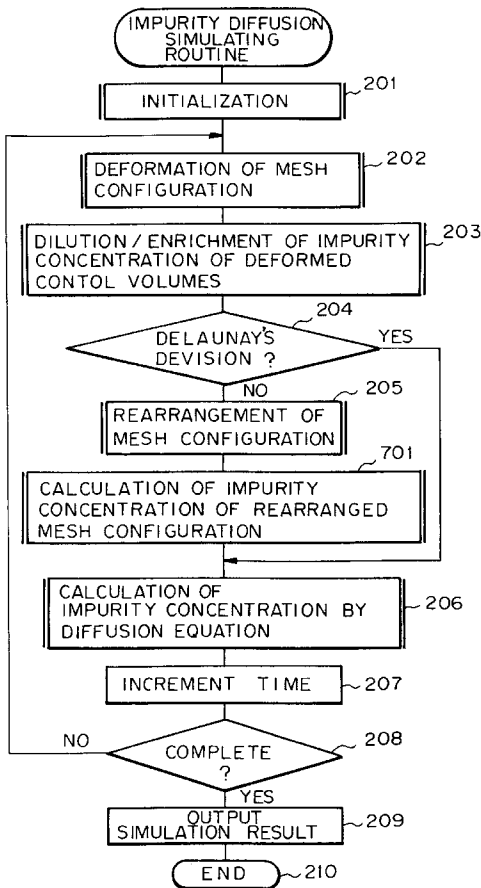 IMPURITY DIFFUSION
SIMULATING
ROUTINE
INITIALIZATION
201
DEFORMATION OF MESH
CONFIGURATION
202
DILUTION / ENRICHMENT OF IMPURITY
CONCENTRATION OF DEFORMED
CONTOL VOLUMES
203
204
DELAUNAY'S
DEVISION ?
YES
NO
205
REARRANGEMENT OF
MESH CONFIGURATION
701
CALCULATION OF IMPURITY
CONCENTRATION OF REARRANGED
MESH CONFIGURATION
CALCULATION OF
IMPURITY CONCENTRATION BY
DIFFUSION EQUATION
206
INCREMENT TIME
207
NO
COMPLETE
?
208
YES
OUTPUT
SIMULATION RESULT
209
END
210